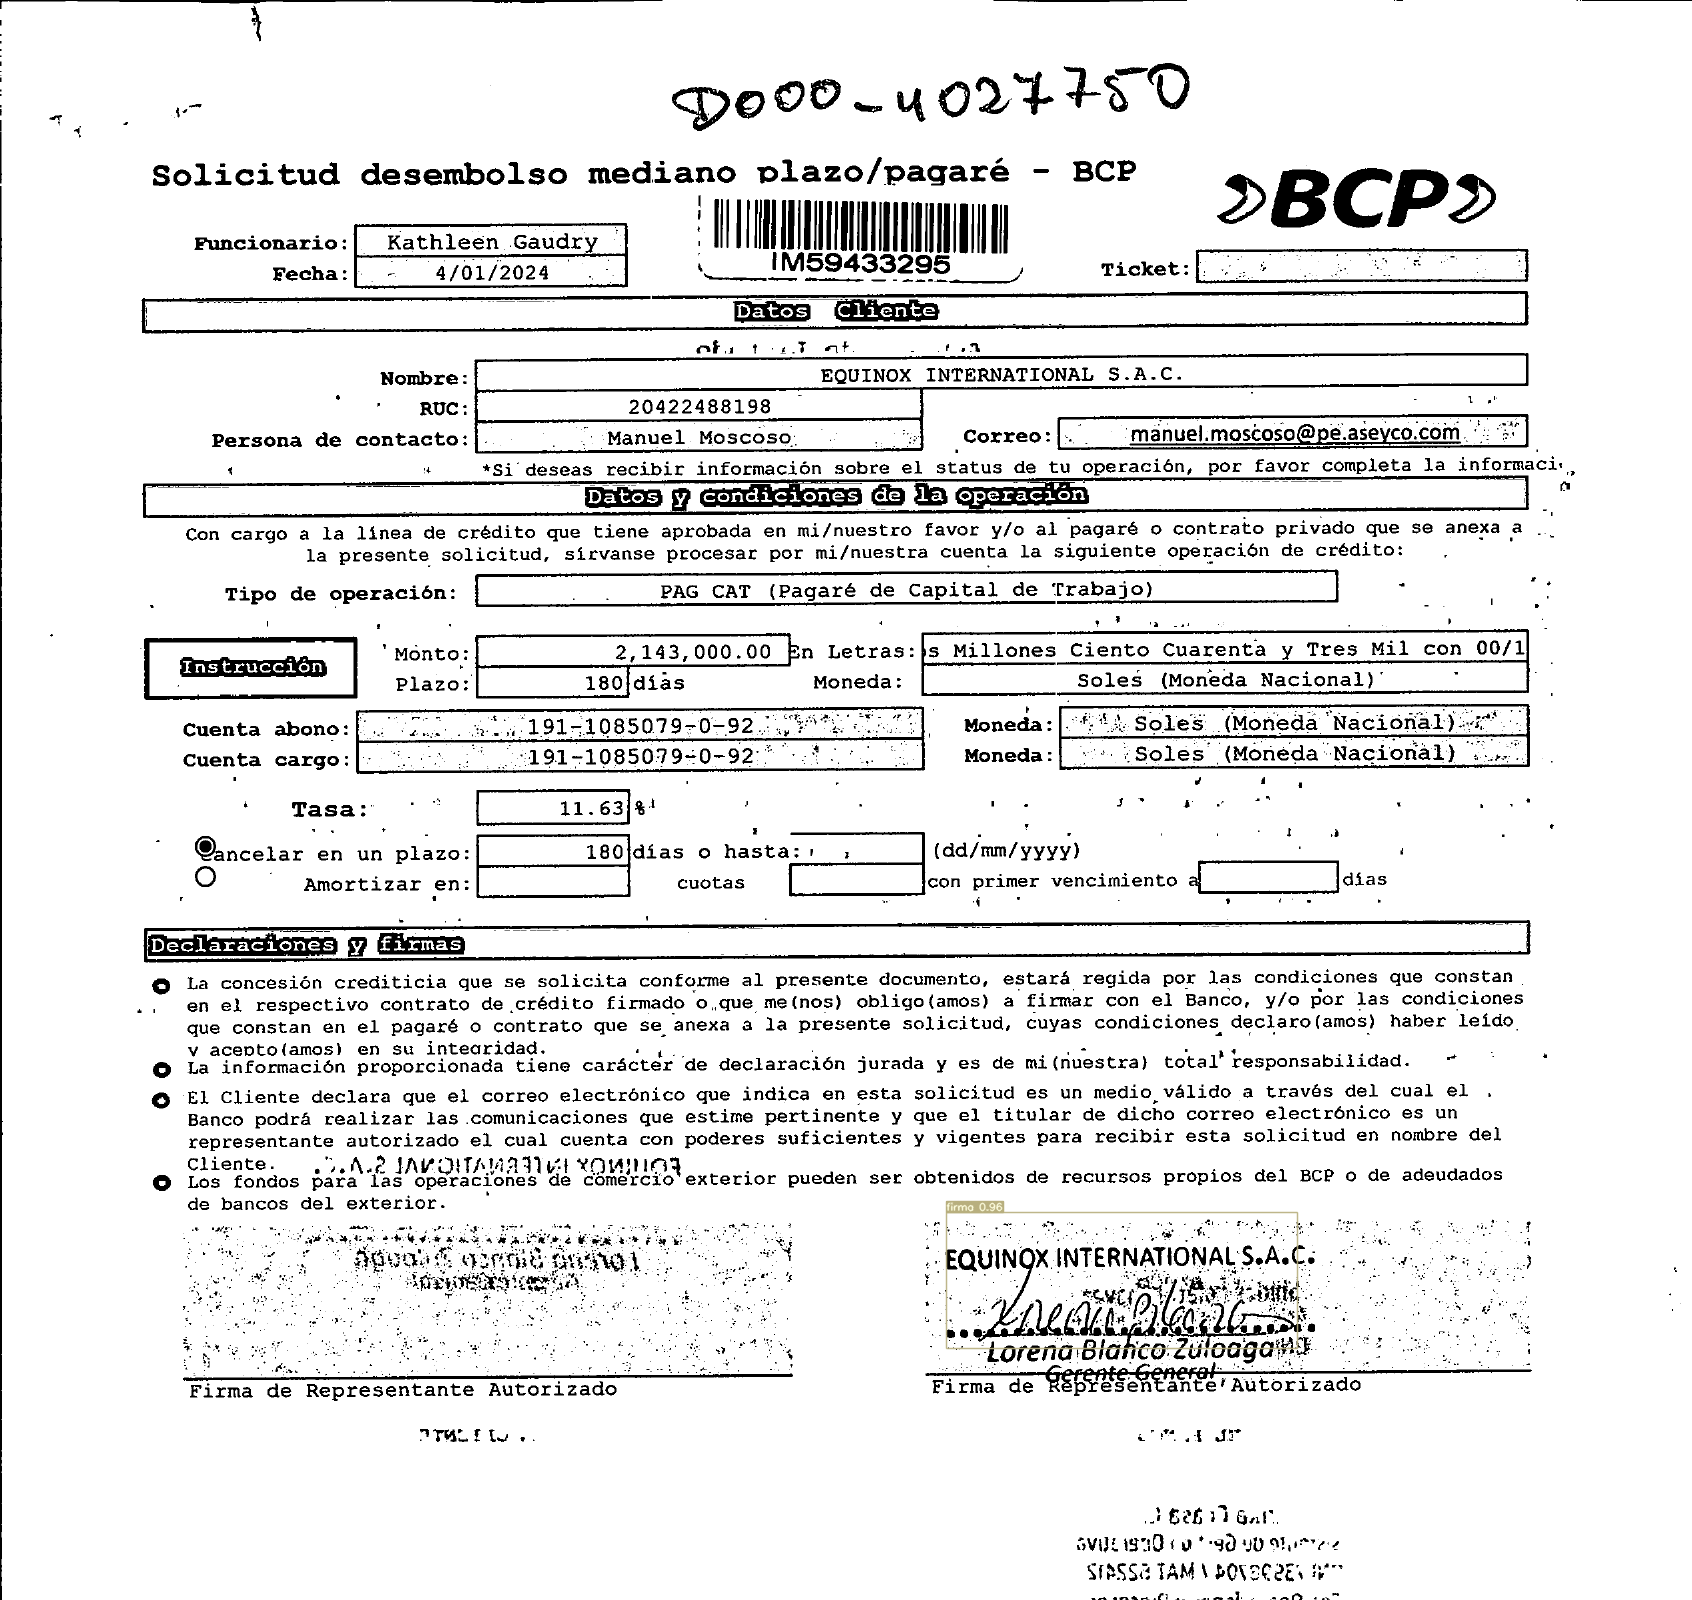 D000-4027750
Solicitud desembolso mediano plazo/pagaré - BCP
BCP
Funcionario: Kathleen Gaudry
IM59433295
Fecha: 4/01/2024
Ticket:
Datos Cliente
Nombre: EQUINOX INTERNATIONAL S.A.C.
RUC: 20422488198
Persona de contacto: Manuel Moscoso Correo: manuel.moscoso@pe.aseyco.com
*Si deseas recibir información sobre el status de tu operación, por favor completa la informaci
Datos y condiciones de la operación
Con cargo a la línea de crédito que tiene aprobada en mi/nuestro favor y/o al pagaré o contrato privado que se anexa a
la presente solicitud, sírvanse procesar por mi/nuestra cuenta la siguiente operación de crédito:
Tipo de operación: PAG CAT (Pagaré de Capital de Trabajo)
Instrucción
Monto: 2,143,000.00 En Letras: s Millones Ciento Cuarenta y Tres Mil con 00/1
Plazo: 180 días Moneda: Soles (Moneda Nacional)
Cuenta abono: 191-1085079-0-92 Moneda: Soles (Moneda Nacional)
Cuenta cargo: 191-1085079-0-92 Moneda: Soles (Moneda Nacional)
Tasa: 11.63 %
Cancelar en un plazo: 180 días o hasta: (dd/mm/yyyy)
Amortizar en: cuotas con primer vencimiento a días
Declaraciones y firmas
La concesión crediticia que se solicita conforme al presente documento, estará regida por las condiciones que constan
en el respectivo contrato de crédito firmado o que me(nos) obligo(amos) a firmar con el Banco, y/o por las condiciones
que constan en el pagaré o contrato que se anexa a la presente solicitud, cuyas condiciones declaro(amos) haber leído
y acepto(amos) en su integridad.
La información proporcionada tiene carácter de declaración jurada y es de mi(nuestra) total responsabilidad.
El Cliente declara que el correo electrónico que indica en esta solicitud es un medio válido a través del cual el
Banco podrá realizar las comunicaciones que estime pertinente y que el titular de dicho correo electrónico es un
representante autorizado el cual cuenta con poderes suficientes y vigentes para recibir esta solicitud en nombre del
Cliente.
Los fondos para las operaciones de comercio exterior pueden ser obtenidos de recursos propios del BCP o de adeudados
de bancos del exterior.
firma 0.96
EQUINOX INTERNATIONAL S.A.C.
Lorena Blanco Zuloaga
Gerente General
Firma de Representante Autorizado
Firma de Representante Autorizado